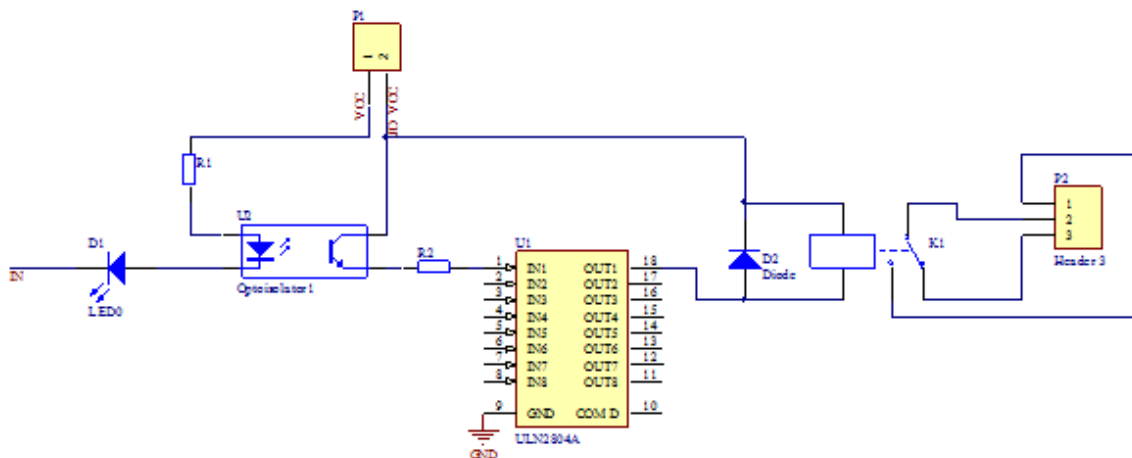 P1
1 2
VCC
JD_VCC
R1
U2
Optoisolator1
D1
IN
LED0
R2
U1
1 IN1 OUT1 18
2 IN2 OUT2 17
3 IN3 OUT3 16
4 IN4 OUT4 15
5 IN5 OUT5 14
6 IN6 OUT6 13
7 IN7 OUT7 12
8 IN8 OUT8 11
9 GND COM D 10
ULN2804A
GND
D2
Diode
K1
P2
1
2
3
Header 3